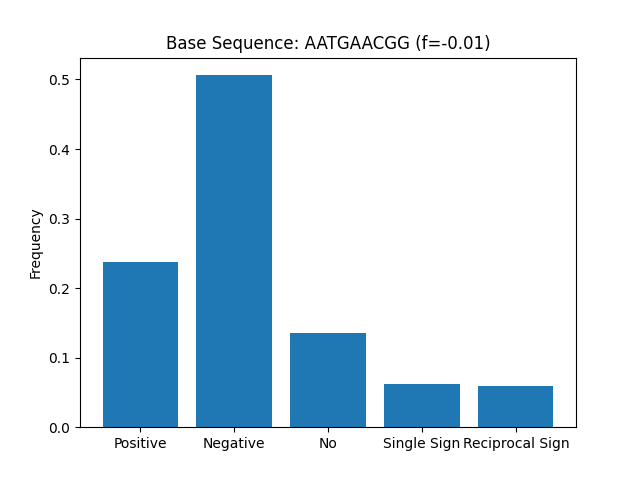 Base Sequence: AATGAACGG (f=-0.01)
Frequency
0.5
0.4
0.3
0.2
0.1
0.0
Positive
Negative
No
Single Sign
Reciprocal Sign